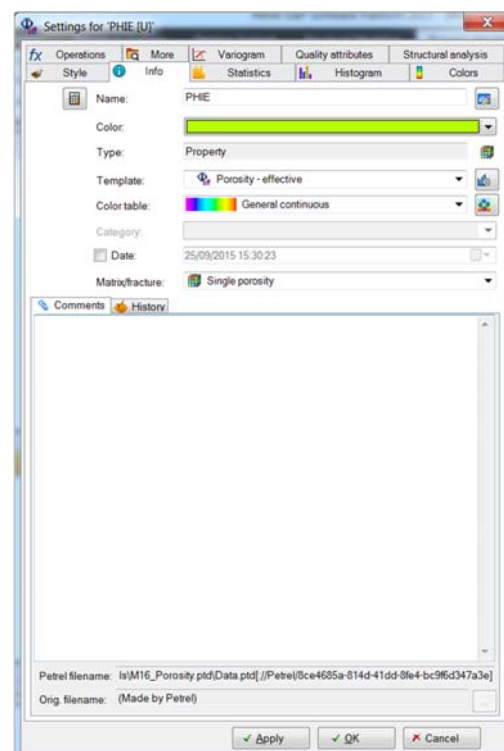 Settings for 'PHIE [U]'
Operations More Variogram Quality attributes Structural analysis
Style Info Statistics Histogram Colors
Name: PHIE
Color:
Type: Property
Template: Porosity - effective
Color table: General continuous
Category:
Date: 25/09/2015 15:30:23
Matrix/fracture: Single porosity
Comments History
Petrel filename: ls\M16_Porosity.ptd\Data.ptd[://Petrel/8ce4685a-814d-41dd-8fe4-bc9f6d347a3e]
Orig. filename: (Made by Petrel)
Apply OK Cancel